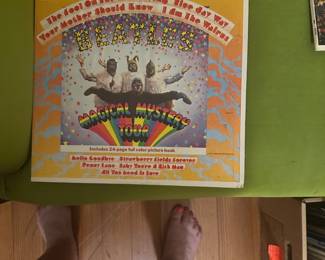 The Fool On The Hill Blue Jay Way
Your Mother Should Know I Am The Walrus
BEATLES
MAGICAL MYSTERY
TOUR
Includes 24-page full color picture book
Hello Goodbye Strawberry Fields Forever
Penny Lane Baby You're A Rich Man
All You Need Is Love